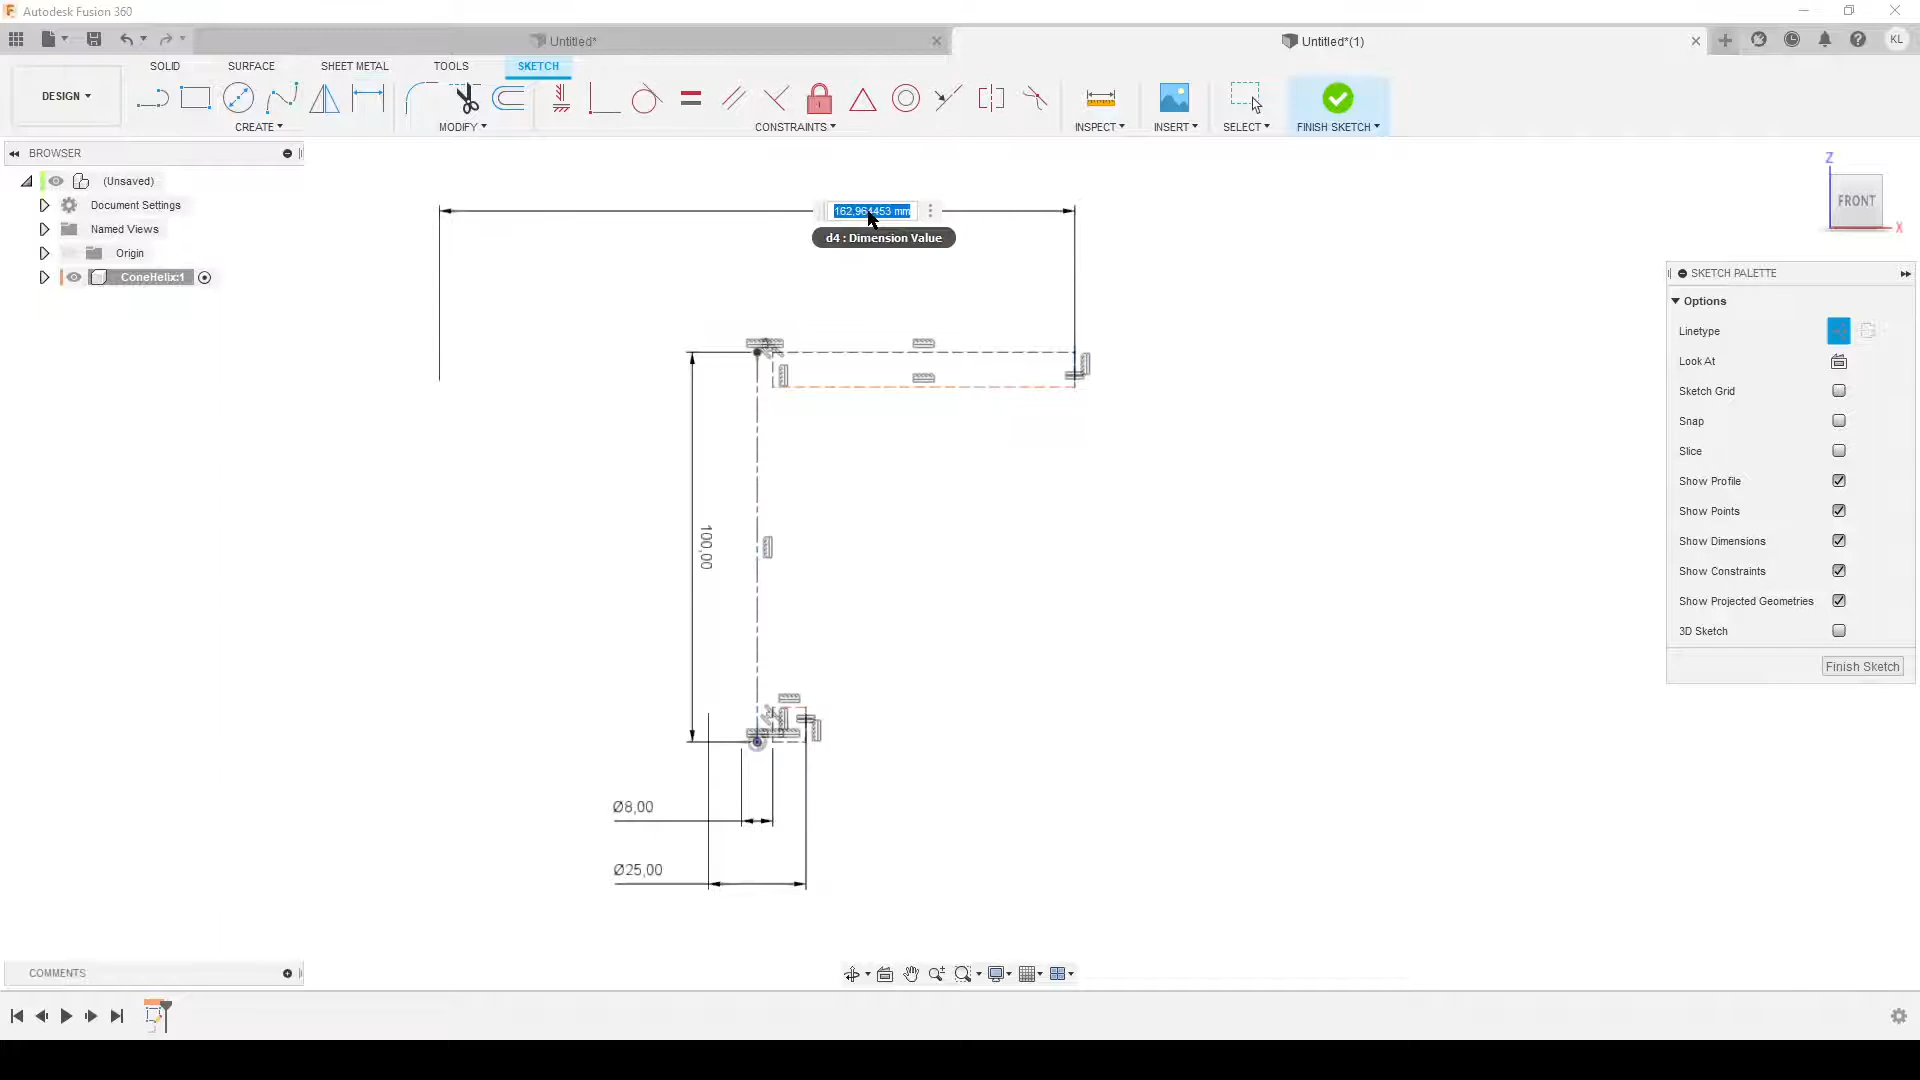 Autodesk Fusion 360
Untitled*
Untitled*(1)
KL
SOLID
SURFACE
SHEET METAL
TOOLS
SKETCH
DESIGN
CREATE
MODIFY
CONSTRAINTS
INSPECT
INSERT
SELECT
FINISH SKETCH
BROWSER
(Unsaved)
Document Settings
Named Views
Origin
ConeHelix:1
d4 : Dimension Value
100,00
Ø8,00
Ø25,00
Z
FRONT
X
SKETCH PALETTE
Options
Linetype
Look At
Sketch Grid
Snap
Slice
Show Profile
Show Points
Show Dimensions
Show Constraints
Show Projected Geometries
3D Sketch
Finish Sketch
COMMENTS